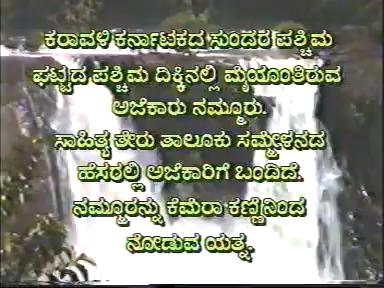 ಕರಾವಳಿ ಕರ್ನಾಟಕದ ಸುಂದರ ಪಶ್ಚಿಮ
ಘಟ್ಟದ ಪಶ್ಚಿಮ ದಿಕ್ಕಿನಲ್ಲಿ ಮೈಯಾಂತಿರುವ
ಅಜೆಕಾರು ನಮ್ಮೂರು.
ಸಾಹಿತ್ಯ ತೇರು ತಾಲೂಕು ಸಮ್ಮೇಳನದ
ಹೆಸರಲ್ಲಿ ಅಜೆಕಾರಿಗೆ ಬಂದಿದೆ.
ನಮ್ಮೂರನ್ನು ಕೆಮೆರಾ ಕಣ್ಣಿನಿಂದ
ನೋಡುವ ಯತ್ನ.